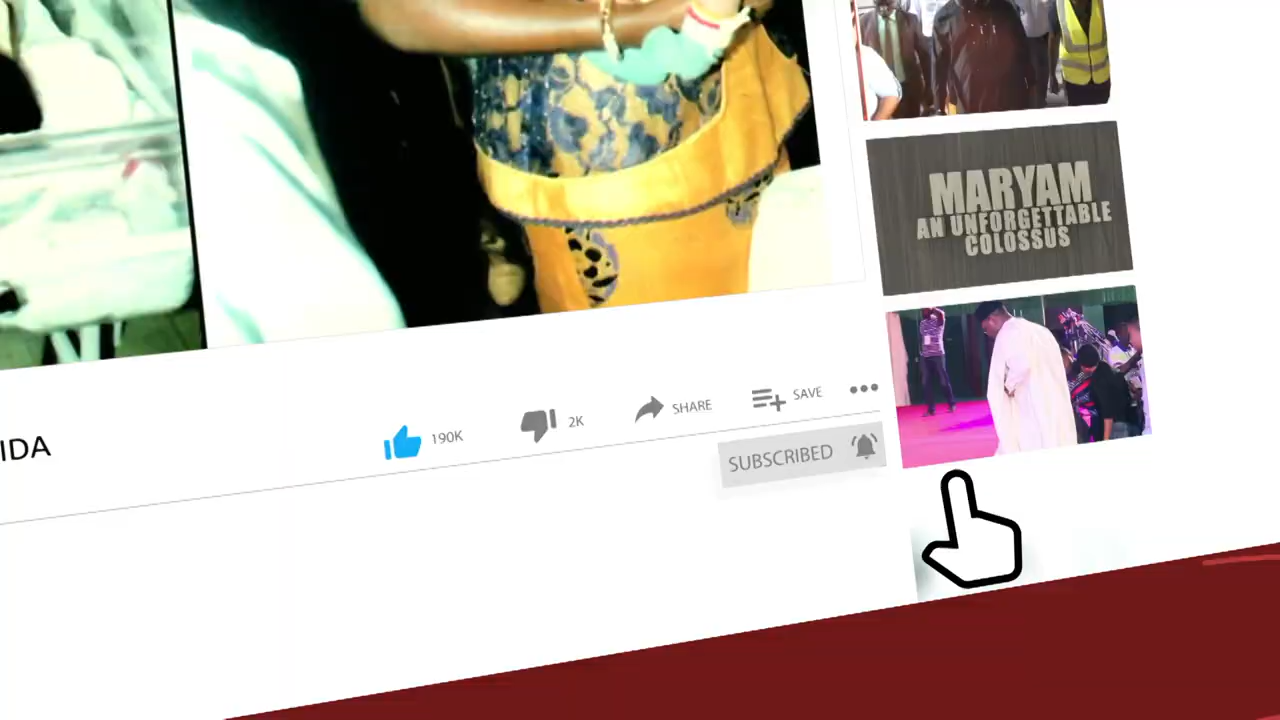 MARYAM
AN UNFORGETTABLE
COLOSSUS
IDA
190K
2K
SHARE
SAVE
SUBSCRIBED